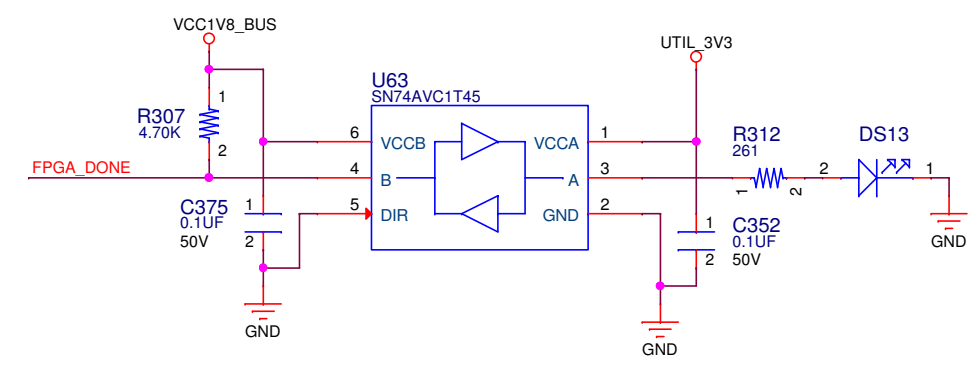 VCC1V8_BUS
UTIL_3V3
U63
SN74AVC1T45
1
R307
4.70K
2
FPGA_DONE
6
VCCB
VCCA
1
4
B
A
3
5
DIR
GND
2
R312
261
1
2
DS13
2
1
GND
C375
0.1UF
50V
1
2
GND
C352
0.1UF
50V
1
2
GND